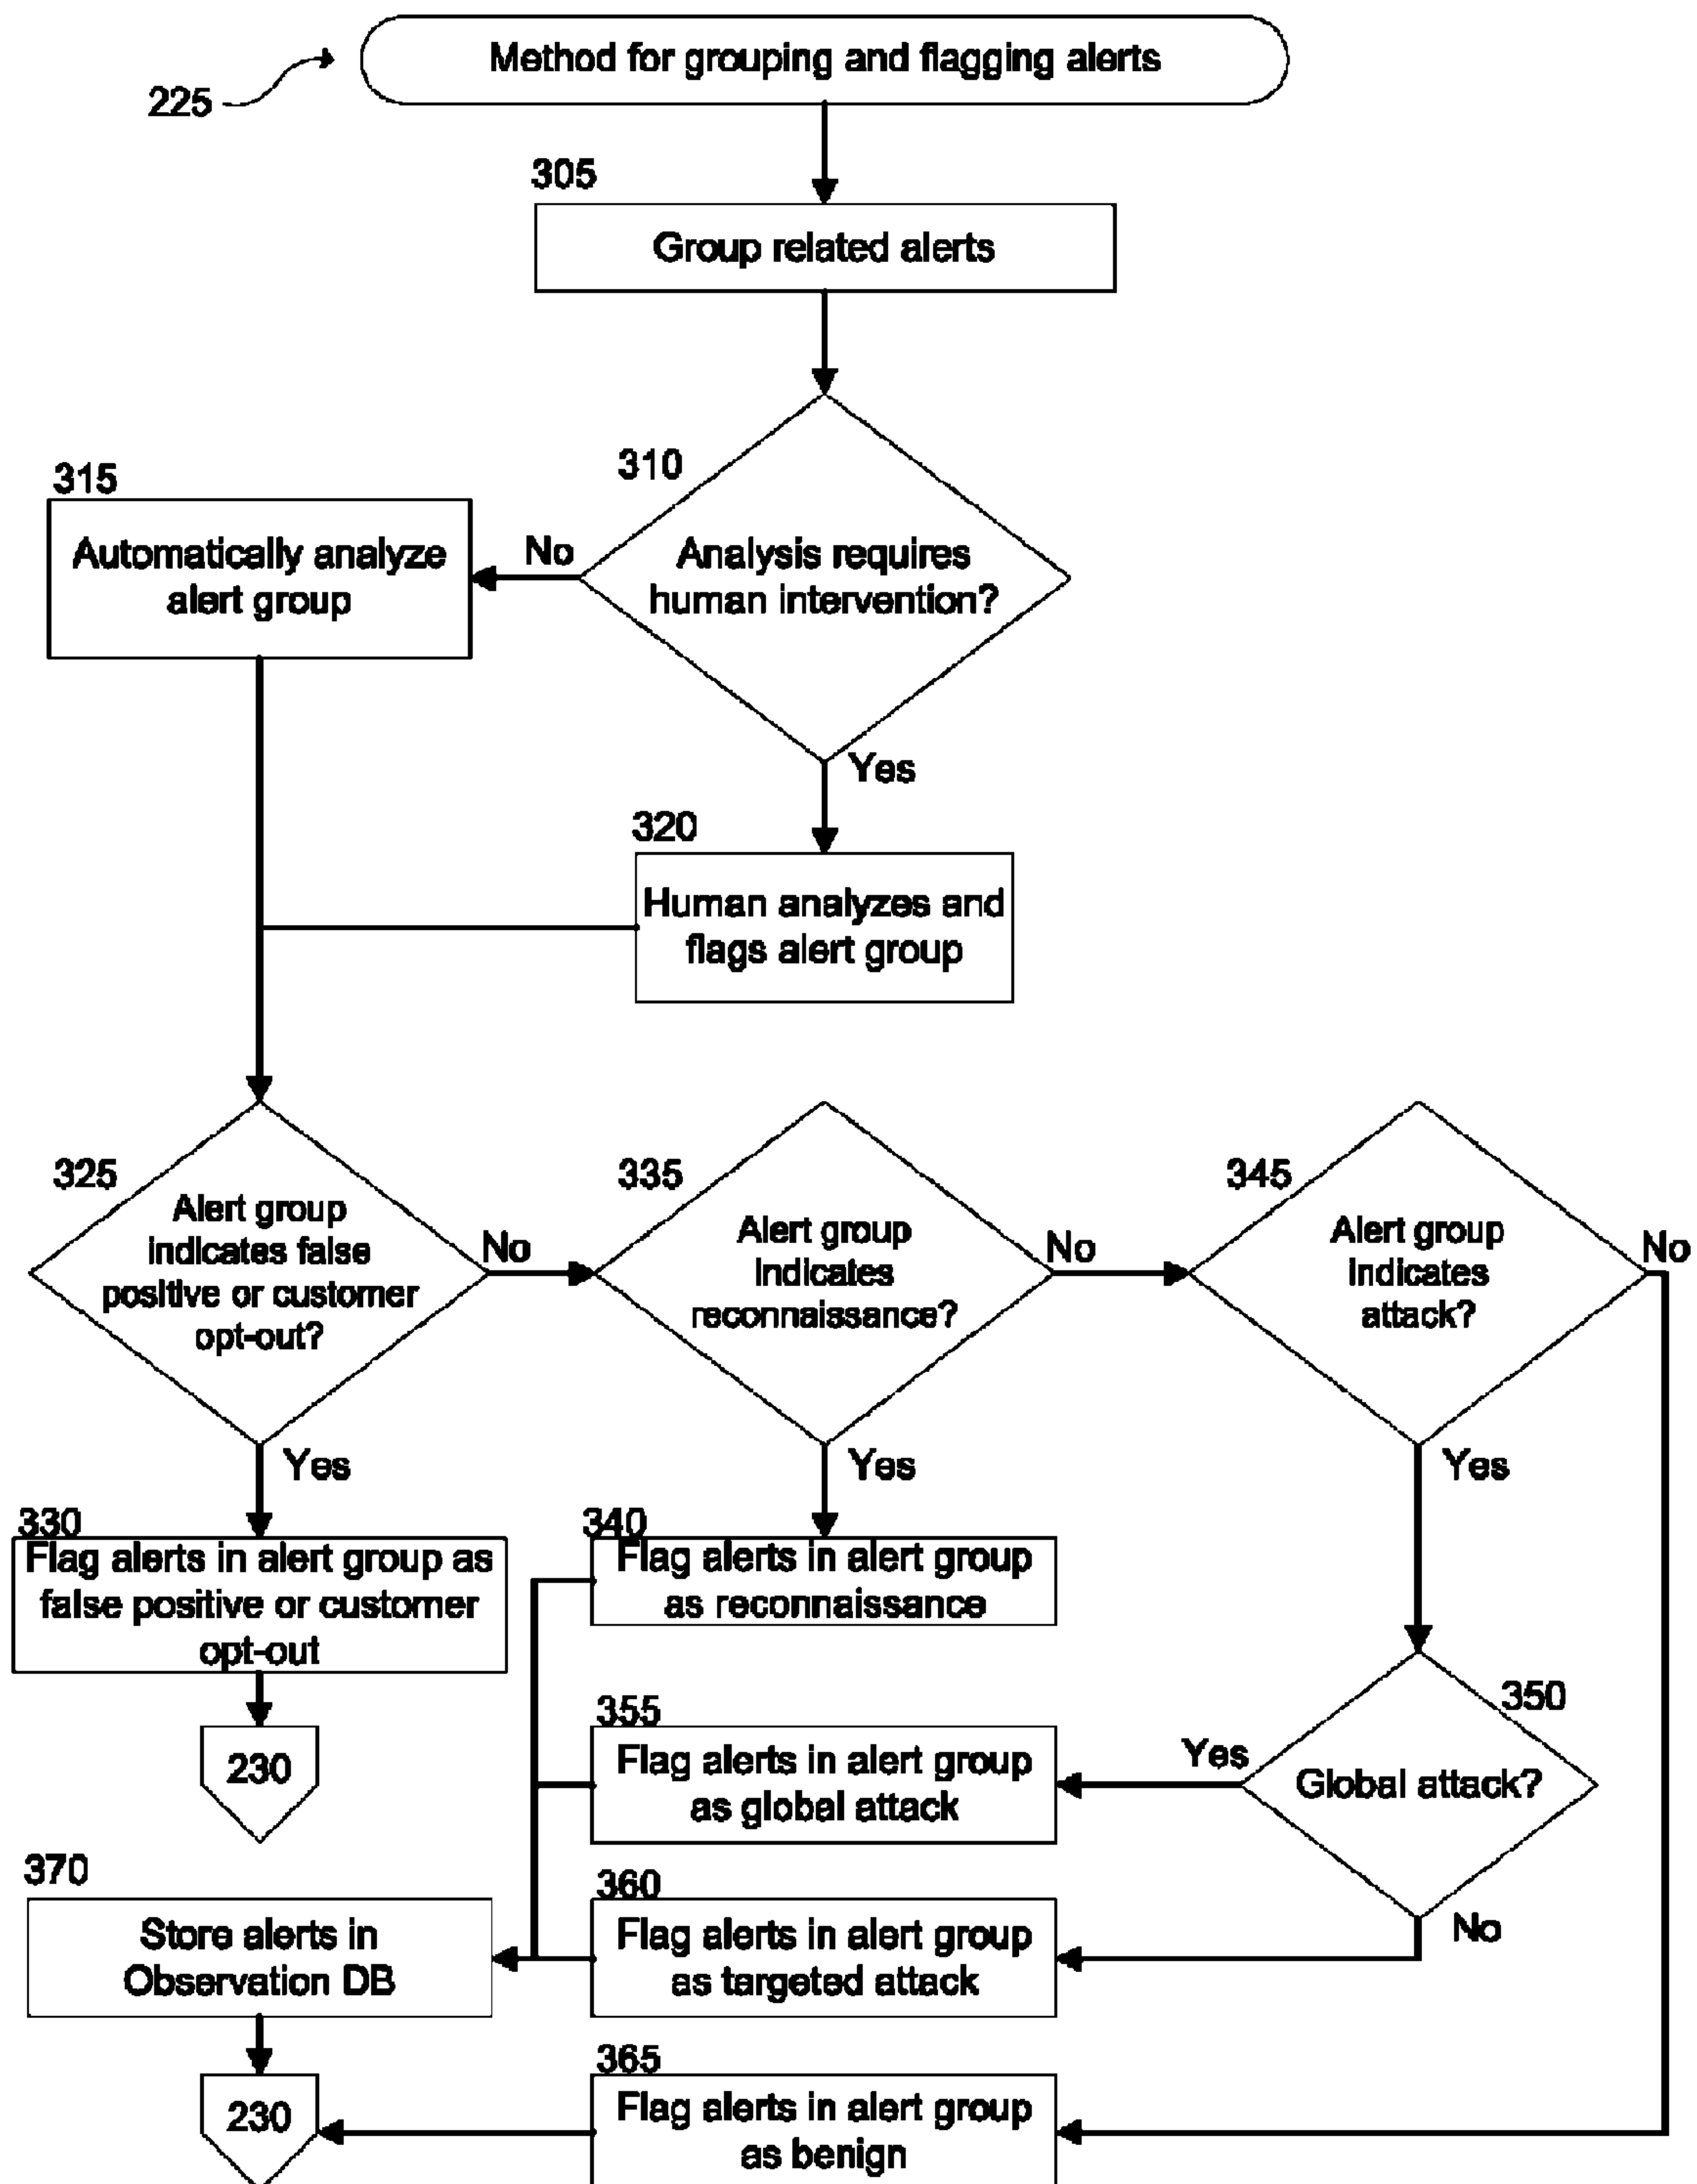 Method for grouping and flagging alerts
225
305
Group related alerts
310
315
Automatically analyze
alert group
No
Analysis requires
human intervention?
Yes
320
Human analyzes and
flags alert group
325
Alert group
indicates false
positive or customer
opt-out?
No
335
Alert group
indicates
reconnaissance?
No
345
Alert group
indicates
attack?
No
Yes
Yes
Yes
330
Flag alerts in alert group as
false positive or customer
opt-out
340
Flag alerts in alert group
as reconnaissance
230
355
Flag alerts in alert group
as global attack
Yes
350
Global attack?
No
370
Store alerts in
Observation DB
360
Flag alerts in alert group
as targeted attack
230
365
Flag alerts in alert group
as benign